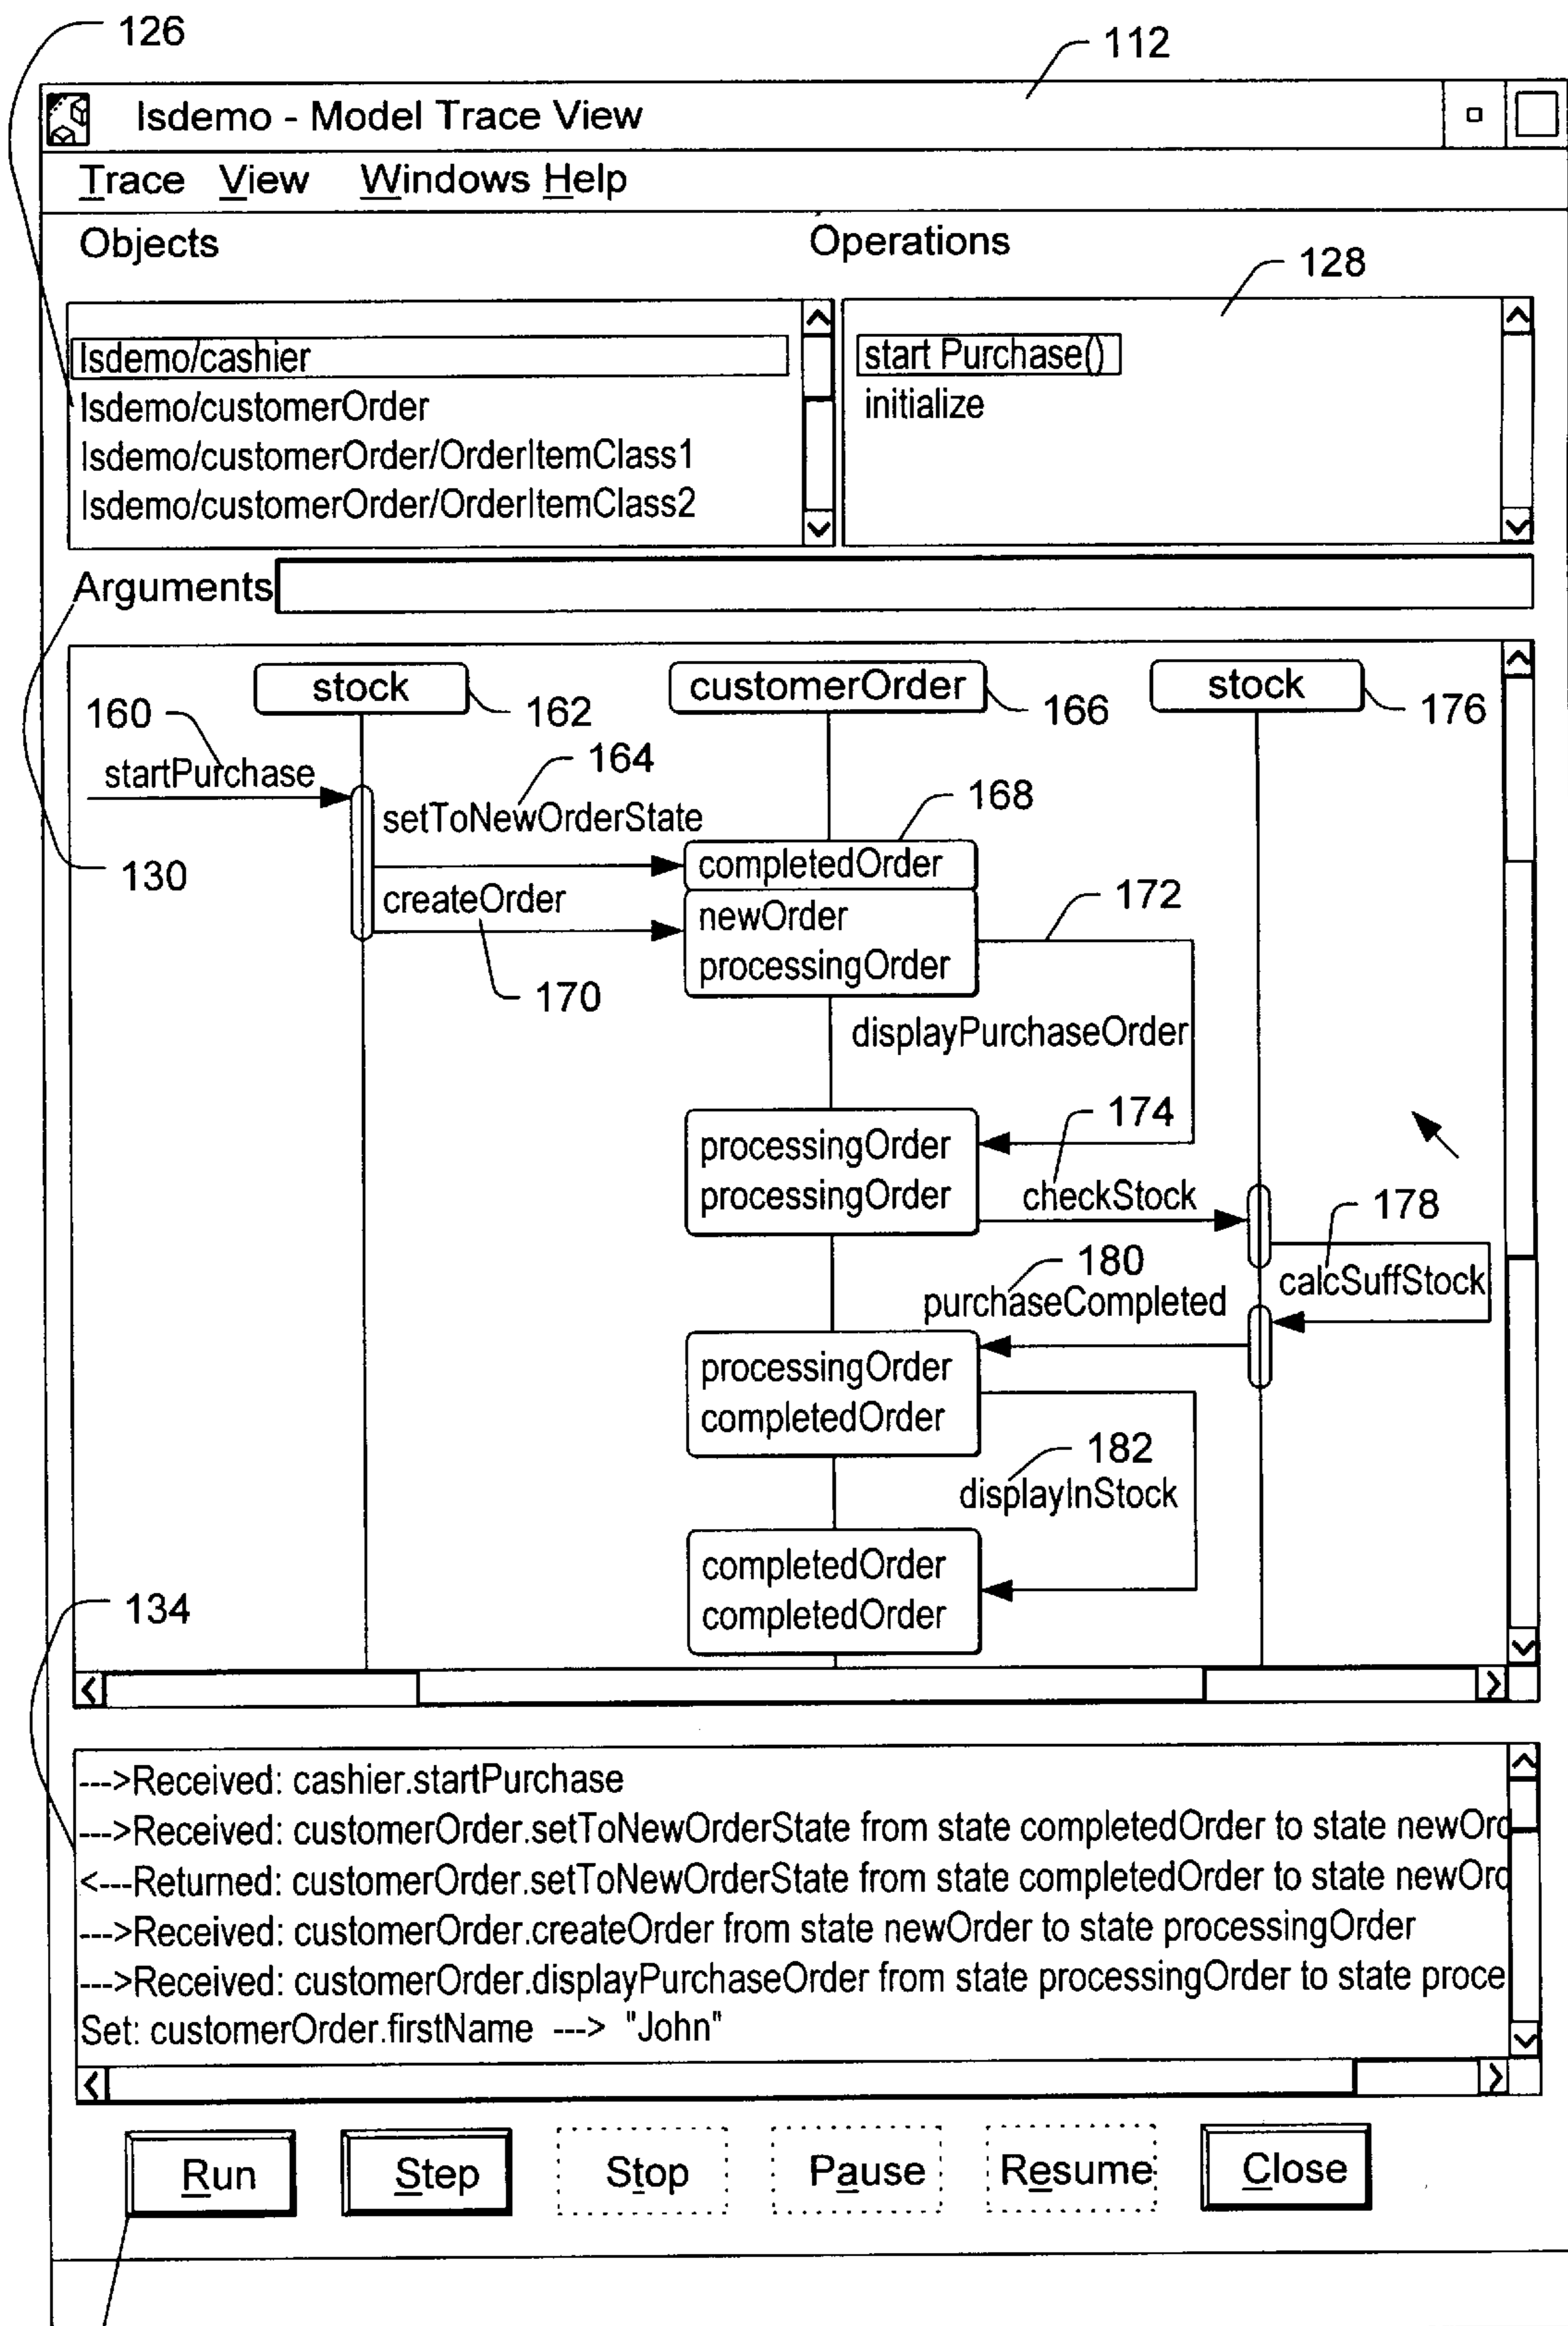 126
112
lsdemo - Model Trace View
Trace View Windows Help
Objects Operations
128
lsdemo/cashier
lsdemo/customerOrder
lsdemo/customerOrder/OrderItemClass1
lsdemo/customerOrder/OrderItemClass2
start Purchase()
initialize
Arguments
stock customerOrder stock
160 162 166 176
startPurchase
164
setToNewOrderState
168
130
completedOrder
createOrder
newOrder
172
processingOrder
170
displayPurchaseOrder
174
processingOrder
processingOrder
checkStock
178
180
calcSuffStock
purchaseCompleted
processingOrder
completedOrder
182
displayInStock
completedOrder
completedOrder
134
--->Received: cashier.startPurchase
--->Received: customerOrder.setToNewOrderState from state completedOrder to state newOrd
<---Returned: customerOrder.setToNewOrderState from state completedOrder to state newOrd
--->Received: customerOrder.createOrder from state newOrder to state processingOrder
--->Received: customerOrder.displayPurchaseOrder from state processingOrder to state proce
Set: customerOrder.firstName ---> "John"
Run Step Stop Pause Resume Close